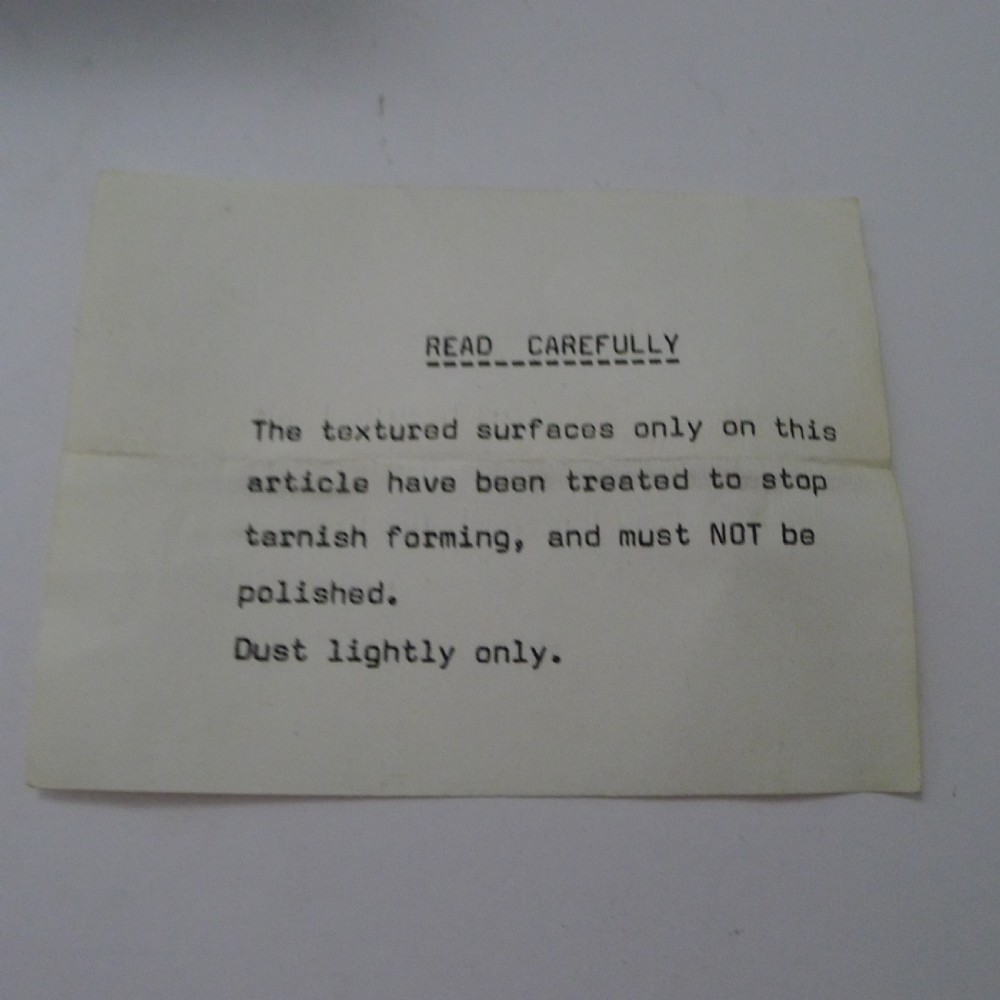 READ CAREFULLY
The textured surfaces only on this
article have been treated to stop
tarnish forming, and must NOT be
polished.
Dust lightly only.